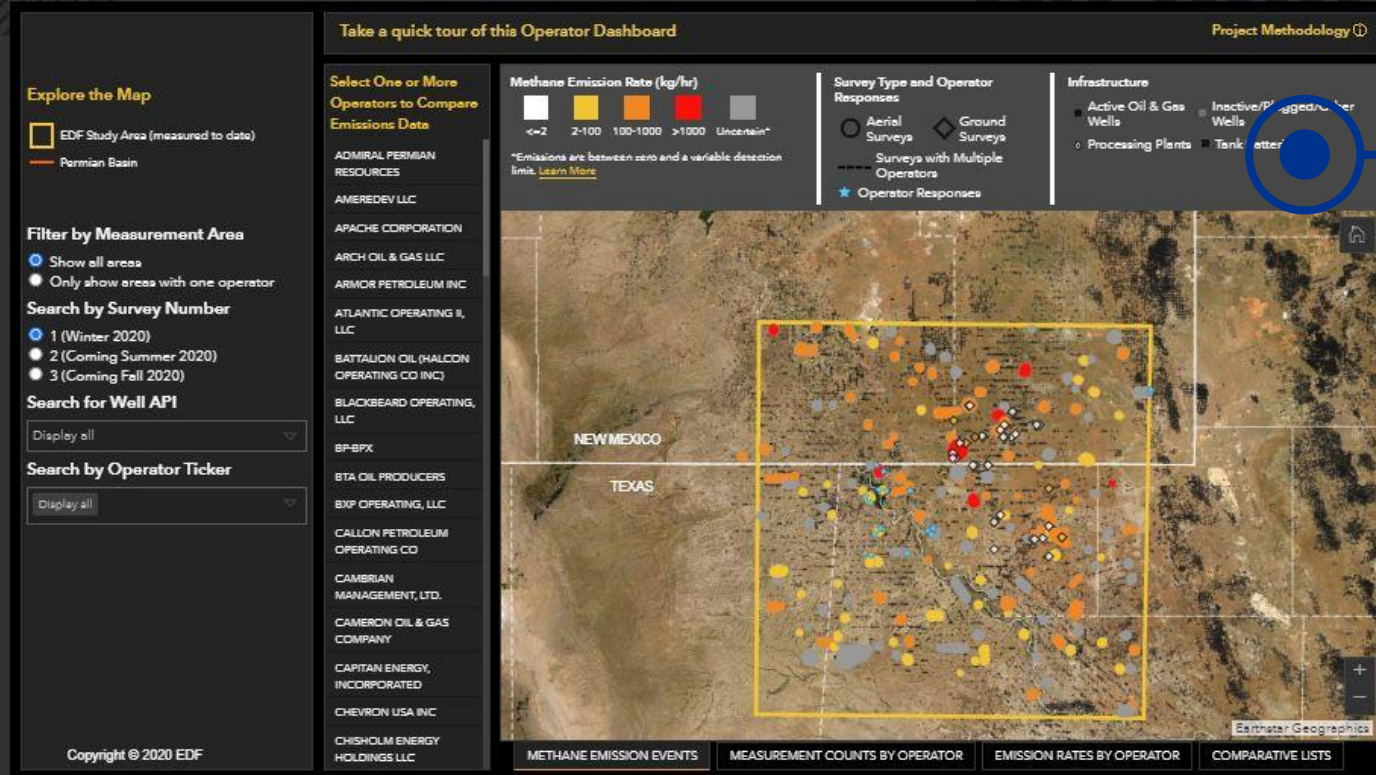 Take a quick tour of this Operator Dashboard
Project Methodology
Explore the Map
EDF Study Area (measured to date)
Permian Basin
Filter by Measurement Area
Show all areas
Only show areas with one operator
Search by Survey Number
1 (Winter 2020)
2 (Coming Summer 2020)
3 (Coming Fall 2020)
Search for Well API
Display all
Search by Operator Ticker
Display all
Copyright © 2020 EDF
Select One or More
Operators to Compare
Emissions Data
ADMIRAL PERMIAN
RESOURCES
AMEREDEV LLC
APACHE CORPORATION
ARCH OIL & GAS LLC
ARMOR PETROLEUM INC
ATLANTIC OPERATING II,
LLC
BATTALION OIL (HALCON
OPERATING CO INC)
BLACKBEARD OPERATING,
LLC
BP-BPX
BTA OIL PRODUCERS
BXP OPERATING, LLC
CALLON PETROLEUM
OPERATING CO
CAMBRIAN
MANAGEMENT, LTD.
CAMERON OIL & GAS
COMPANY
CAPITAN ENERGY,
INCORPORATED
CHEVRON USA INC
CHISHOLM ENERGY
HOLDINGS LLC
Methane Emission Rate (kg/hr)
<=2 2-100 100-1000 >1000 Uncertain*
*Emissions are between zero and a variable detection
limit. Learn More
Survey Type and Operator
Responses
Aerial
Surveys
Ground
Surveys
Surveys with Multiple
Operators
Operator Responses
Infrastructure
Active Oil & Gas
Wells
Inactive/Plugged/Other
Wells
Processing Plants
Tank
NEW MEXICO
TEXAS
Earthstar Geographics
METHANE EMISSION EVENTS
MEASUREMENT COUNTS BY OPERATOR
EMISSION RATES BY OPERATOR
COMPARATIVE LISTS